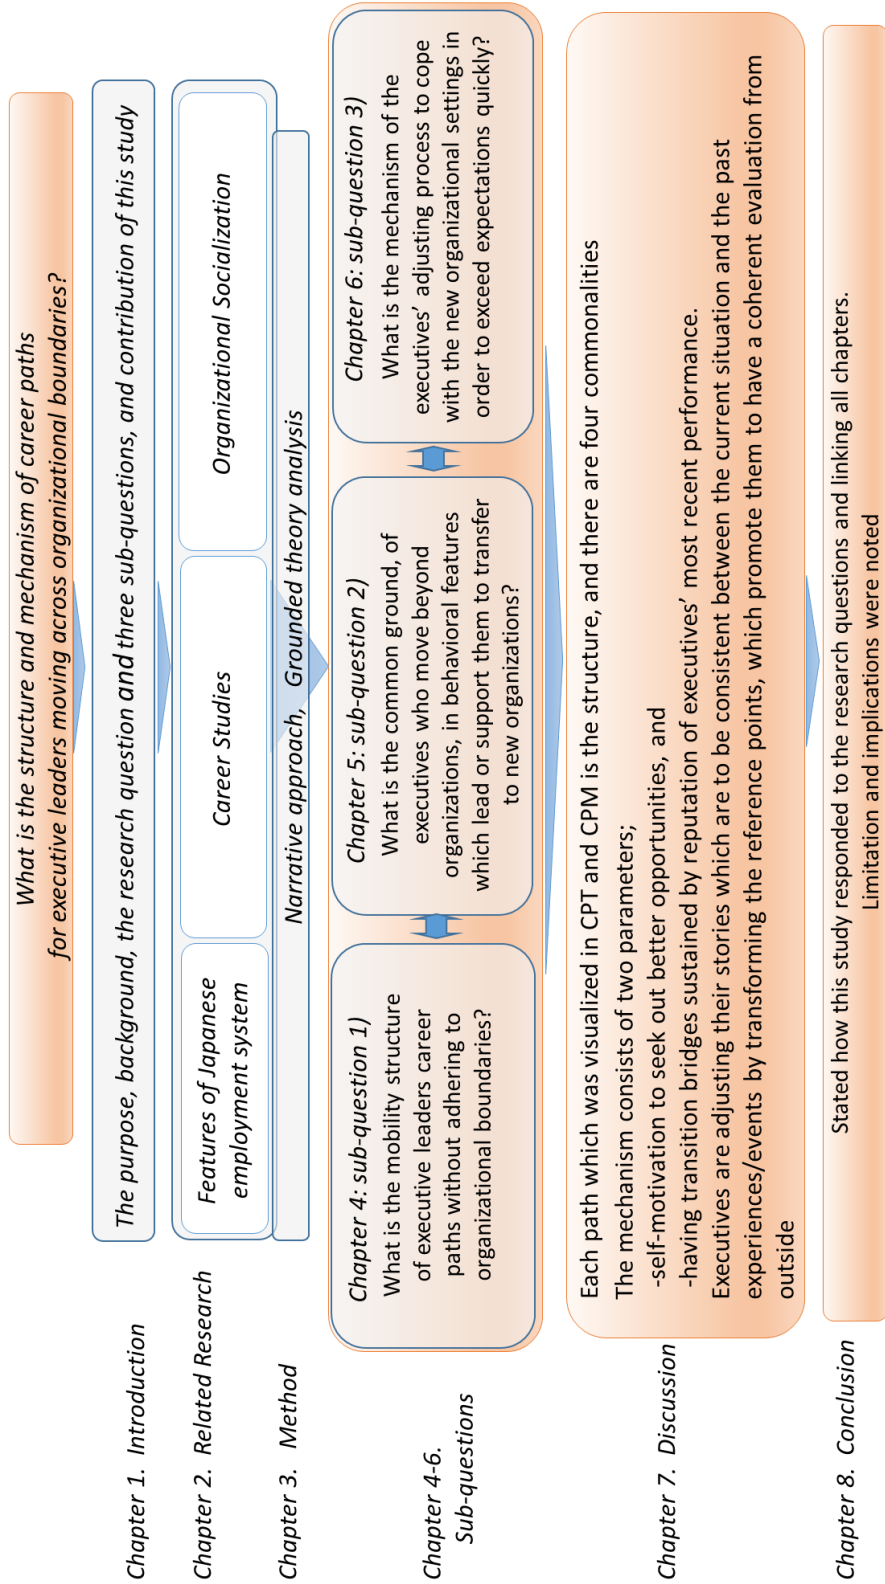 What is the structure and mechanism of career paths
for executive leaders moving across organizational boundaries?
Chapter 1. Introduction
The purpose, background, the research question and three sub-questions, and contribution of this study
Chapter 2. Related Research
Features of Japanese
employment system
Career Studies
Organizational Socialization
Chapter 3. Method
Narrative approach, Grounded theory analysis
Chapter 4-6.
Sub-questions
Chapter 4: sub-question 1)
What is the mobility structure
of executive leaders career
paths without adhering to
organizational boundaries?
Chapter 5: sub-question 2)
What is the common ground, of
executives who move beyond
organizations, in behavioral features
which lead or support them to transfer
to new organizations?
Chapter 6: sub-question 3)
What is the mechanism of the
executives’ adjusting process to cope
with the new organizational settings in
order to exceed expectations quickly?
Chapter 7. Discussion
Each path which was visualized in CPT and CPM is the structure, and there are four commonalities
The mechanism consists of two parameters;
-self-motivation to seek out better opportunities, and
-having transition bridges sustained by reputation of executives’ most recent performance.
Executives are adjusting their stories which are to be consistent between the current situation and the past
experiences/events by transforming the reference points, which promote them to have a coherent evaluation from
outside
Chapter 8. Conclusion
Stated how this study responded to the research questions and linking all chapters.
Limitation and implications were noted